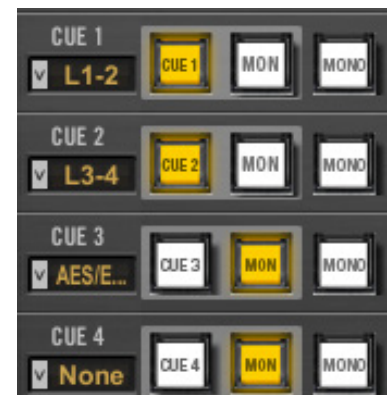 CUE 1
L1-2 CUE 1 MON MONO
CUE 2
L3-4 CUE 2 MON MONO
CUE 3
AES/E... CUE 3 MON MONO
CUE 4
None CUE 4 MON MONO